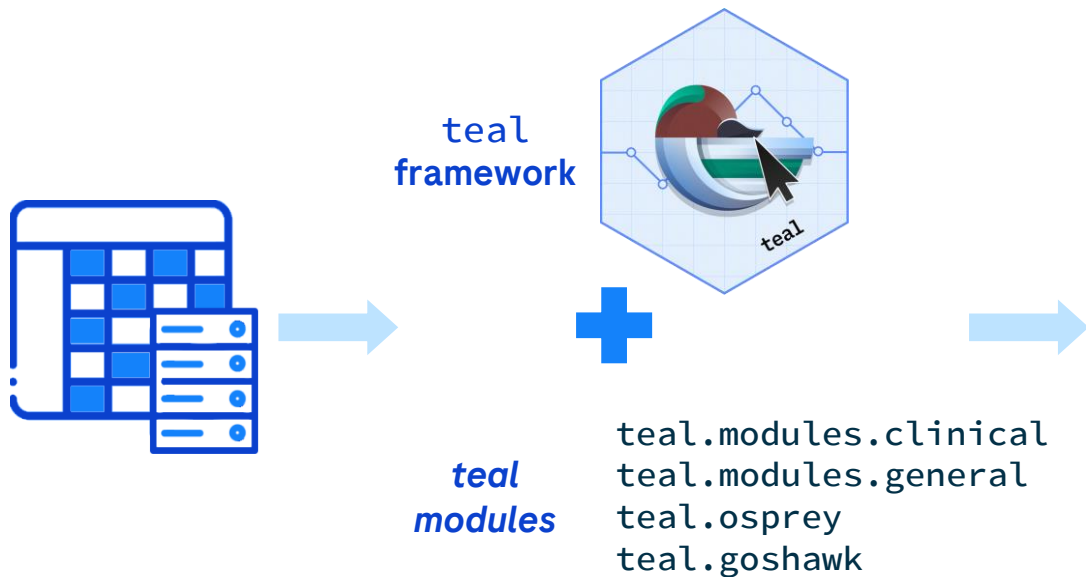 teal
framework
teal
teal
modules
teal.modules.clinical
teal.modules.general
teal.osprey
teal.goshawk